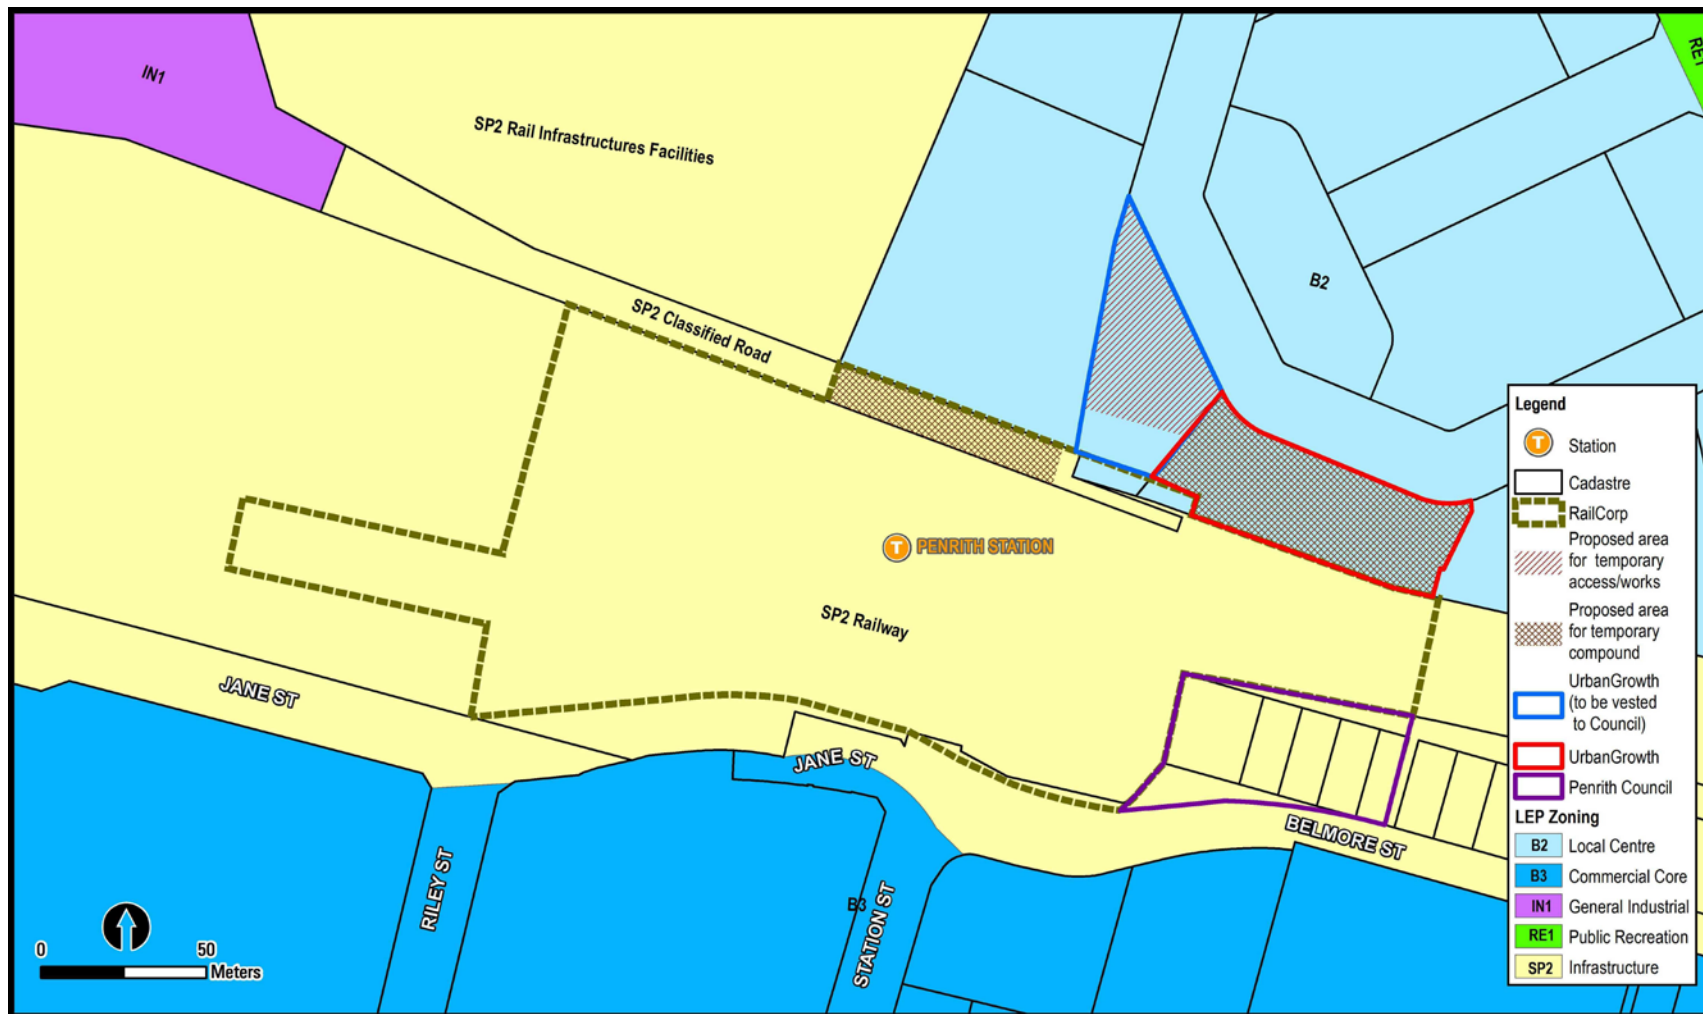 IN1
SP2 Rail Infrastructures Facilities
RE1
B2
SP2 Classified Road
T PENRITH STATION
SP2 Railway
JANE ST
JANE ST
BELMORE ST
RILEY ST
B3
STATION ST
0 50
Meters
Legend
T Station
Cadastre
RailCorp
Proposed area
for temporary
access/works
Proposed area
for temporary
compound
UrbanGrowth
(to be vested
to Council)
UrbanGrowth
Penrith Council
LEP Zoning
B2 Local Centre
B3 Commercial Core
IN1 General Industrial
RE1 Public Recreation
SP2 Infrastructure